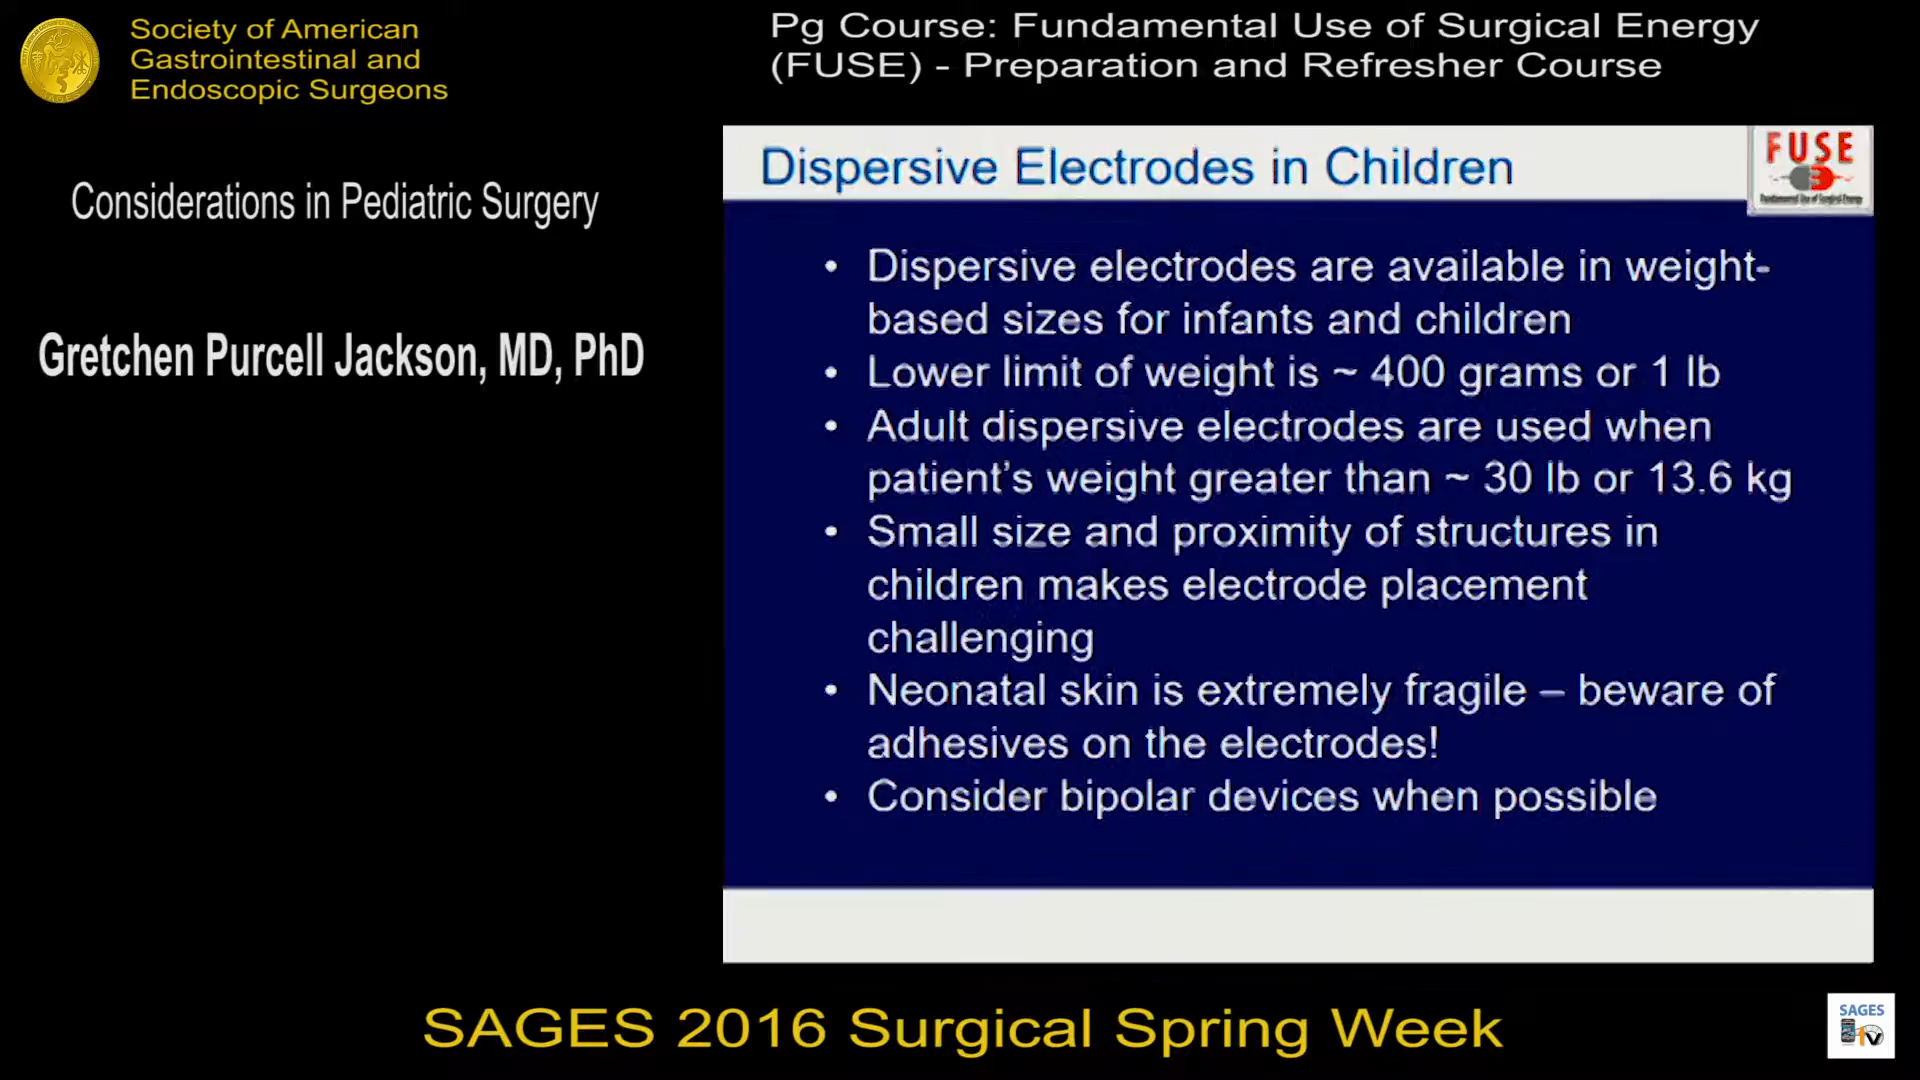 Society of American
Gastrointestinal and
Endoscopic Surgeons
Pg Course: Fundamental Use of Surgical Energy
(FUSE) - Preparation and Refresher Course
Considerations in Pediatric Surgery
Gretchen Purcell Jackson, MD, PhD
Dispersive Electrodes in Children
FUSE
Fundamental Use of Surgical Energy
• Dispersive electrodes are available in weight-
based sizes for infants and children
• Lower limit of weight is ~ 400 grams or 1 lb
• Adult dispersive electrodes are used when
patient's weight greater than ~ 30 lb or 13.6 kg
• Small size and proximity of structures in
children makes electrode placement
challenging
• Neonatal skin is extremely fragile – beware of
adhesives on the electrodes!
• Consider bipolar devices when possible
SAGES 2016 Surgical Spring Week
SAGES
TV